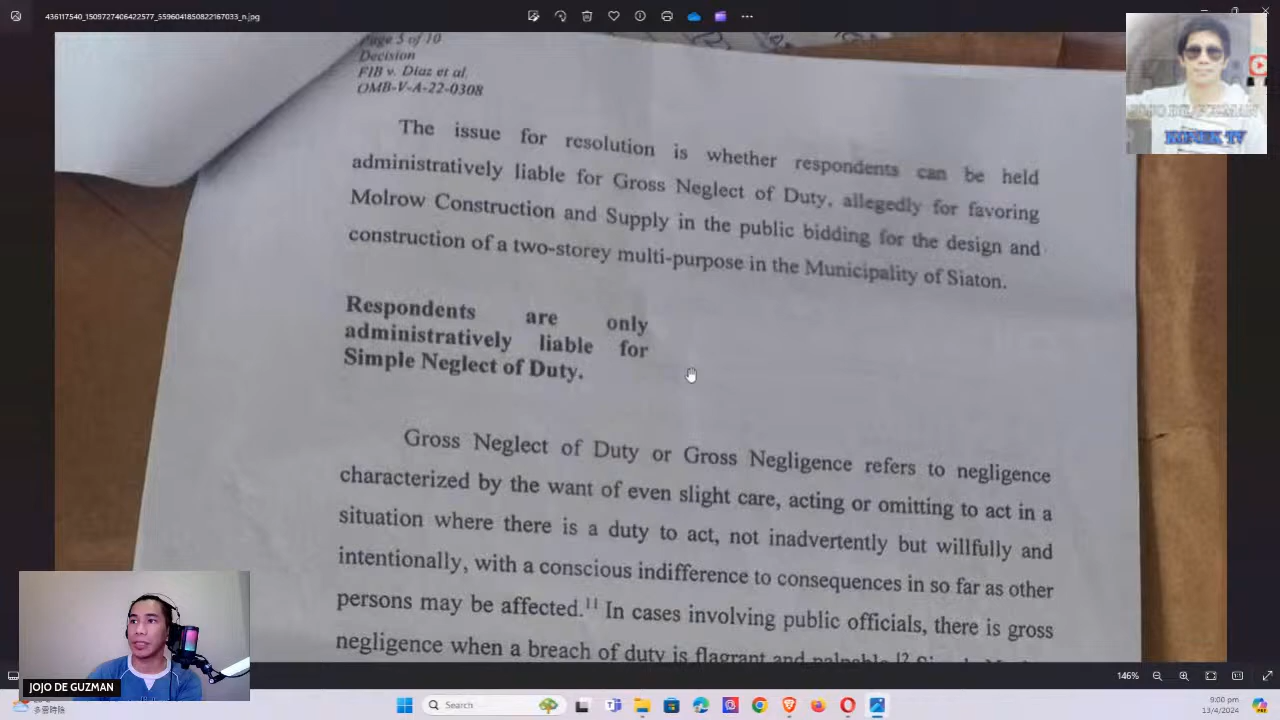 436117540_1509727406422577_5596041850822167033_n.jpg
Page 5 of 10
Decision
FIB v. Diaz et al.
OMB-V-A-22-0308
The issue for resolution is whether respondents can be held
administratively liable for Gross Neglect of Duty, allegedly for favoring
Molrow Construction and Supply in the public bidding for the design and
construction of a two-storey multi-purpose in the Municipality of Siaton.
Respondents are only
administratively liable for
Simple Neglect of Duty.
Gross Neglect of Duty or Gross Negligence refers to negligence
characterized by the want of even slight care, acting or omitting to act in a
situation where there is a duty to act, not inadvertently but willfully and
intentionally, with a conscious indifference to consequences in so far as other
persons may be affected.11 In cases involving public officials, there is gross
negligence when a breach of duty is flagrant and palpable.12
JOJO DE GUZMAN
146%
Search
9:00 pm
13/4/2024